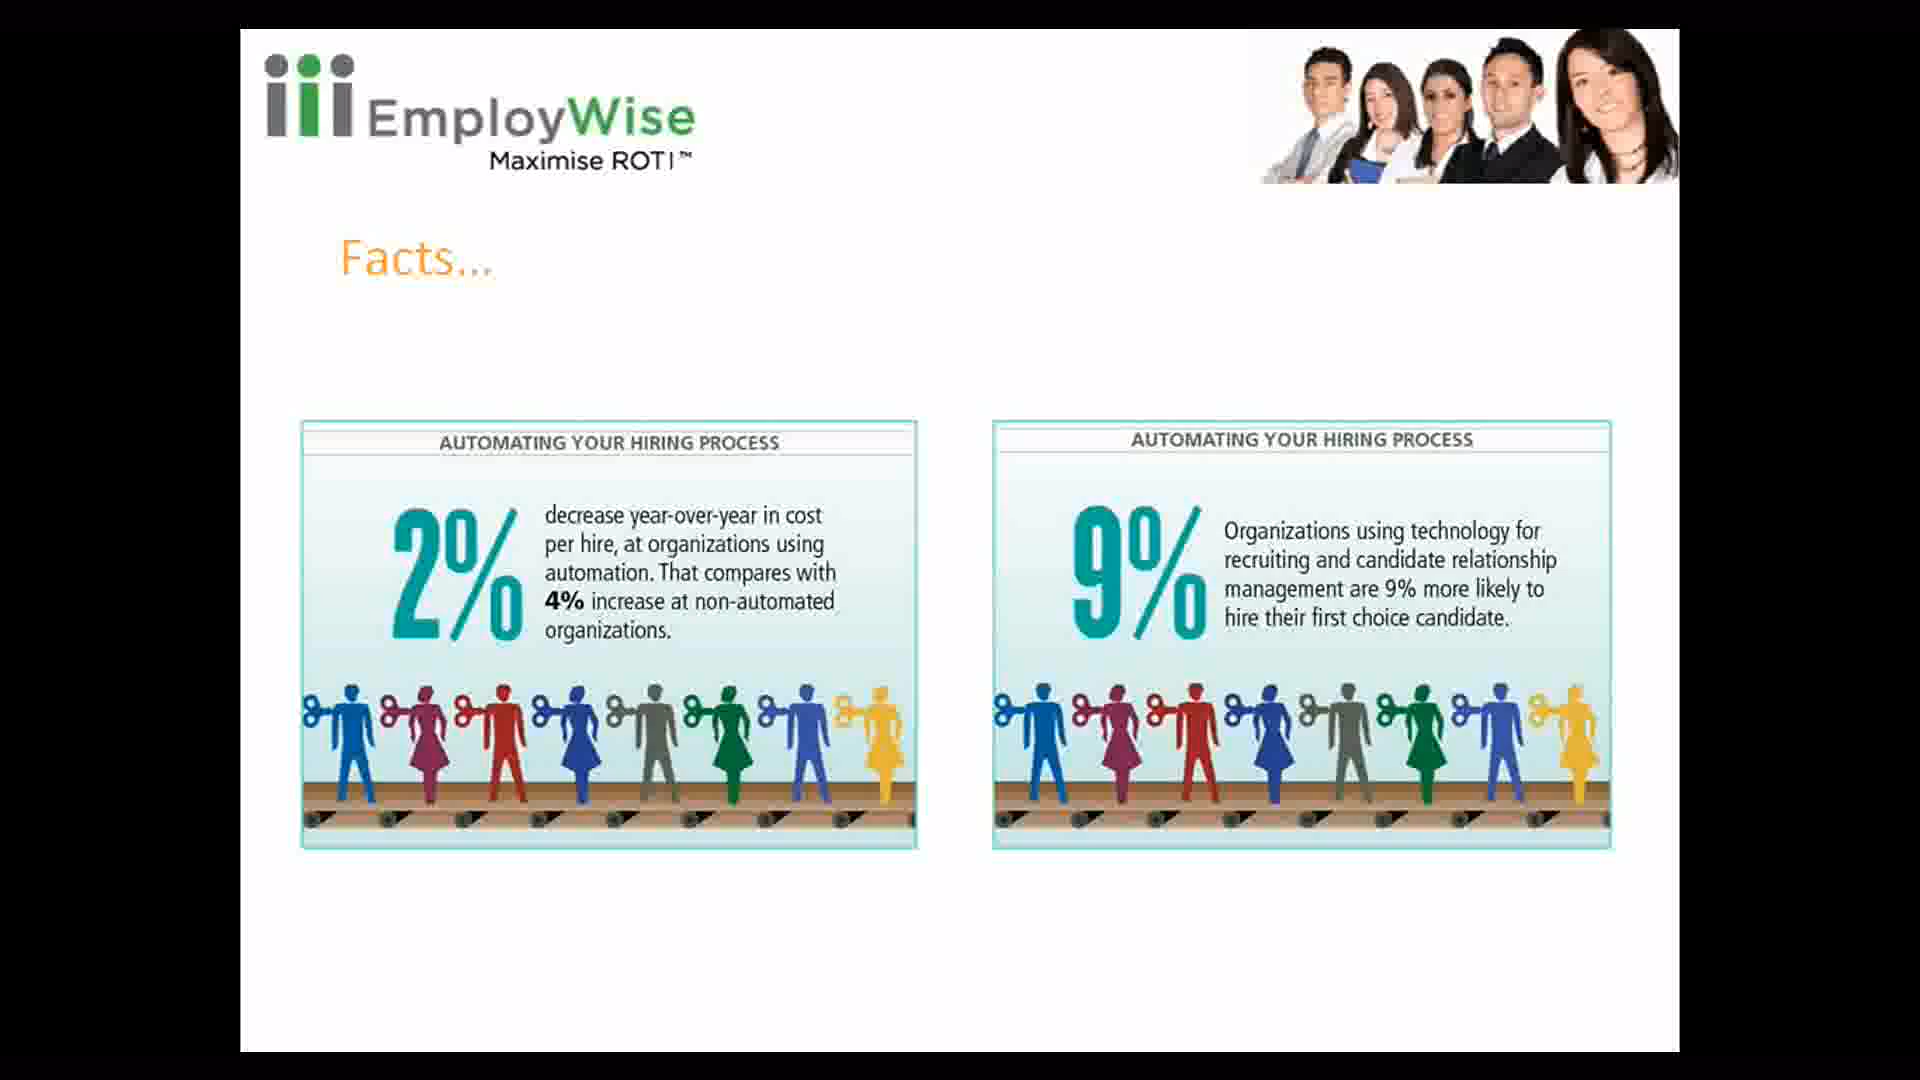 EmployWise
Maximise ROTI™
Facts...
AUTOMATING YOUR HIRING PROCESS
2%
decrease year-over-year in cost
per hire, at organizations using
automation. That compares with
4% increase at non-automated
organizations.
AUTOMATING YOUR HIRING PROCESS
9%
Organizations using technology for
recruiting and candidate relationship
management are 9% more likely to
hire their first choice candidate.